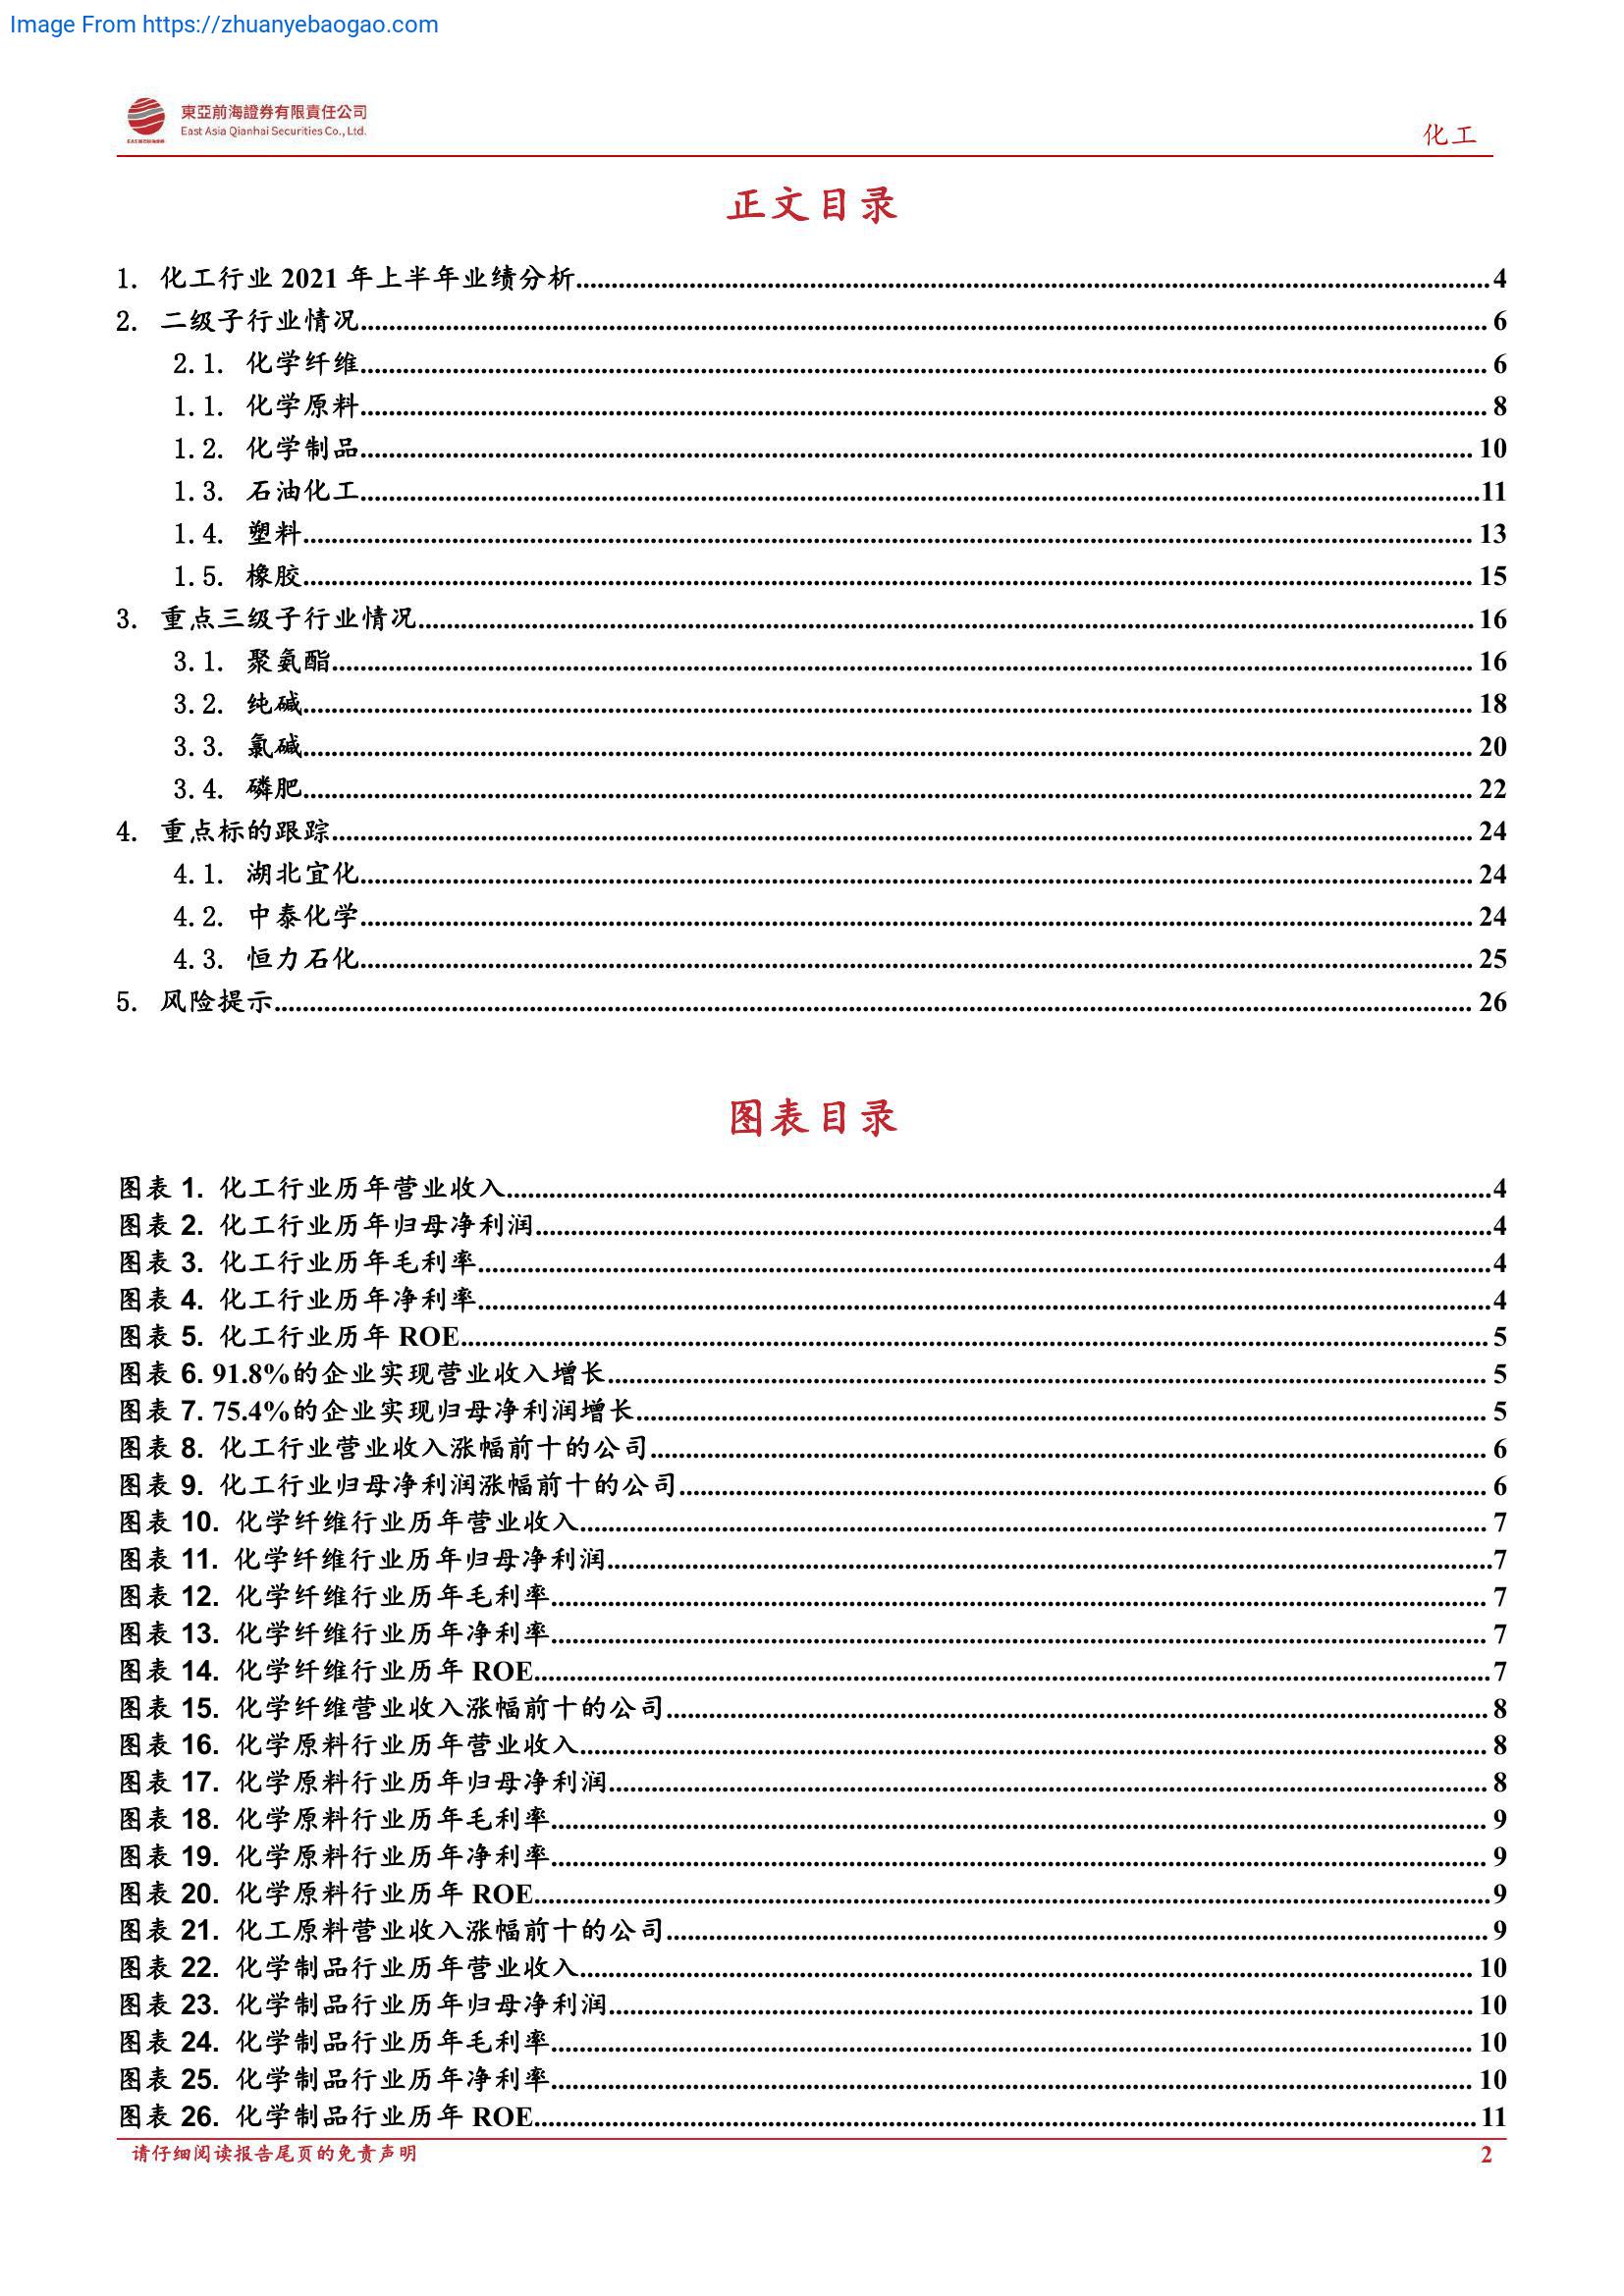 Image From https://zhuanyebaogao.com
東亞前海證券有限責任公司
East Asia Qianhai Securities Co., Ltd.
化工
正文目录
1. 化工行业 2021 年上半年业绩分析 4
2. 二级子行业情况 6
2.1. 化学纤维 6
1.1. 化学原料 8
1.2. 化学制品 10
1.3. 石油化工 11
1.4. 塑料 13
1.5. 橡胶 15
3. 重点三级子行业情况 16
3.1. 聚氨酯 16
3.2. 纯碱 18
3.3. 氯碱 20
3.4. 磷肥 22
4. 重点标的跟踪 24
4.1. 湖北宜化 24
4.2. 中泰化学 24
4.3. 恒力石化 25
5. 风险提示 26
图表目录
图表 1. 化工行业历年营业收入 4
图表 2. 化工行业历年归母净利润 4
图表 3. 化工行业历年毛利率 4
图表 4. 化工行业历年净利率 4
图表 5. 化工行业历年 ROE 5
图表 6. 91.8%的企业实现营业收入增长 5
图表 7. 75.4%的企业实现归母净利润增长 5
图表 8. 化工行业营业收入涨幅前十的公司 6
图表 9. 化工行业归母净利润涨幅前十的公司 6
图表 10. 化学纤维行业历年营业收入 7
图表 11. 化学纤维行业历年归母净利润 7
图表 12. 化学纤维行业历年毛利率 7
图表 13. 化学纤维行业历年净利率 7
图表 14. 化学纤维行业历年 ROE 7
图表 15. 化学纤维营业收入涨幅前十的公司 8
图表 16. 化学原料行业历年营业收入 8
图表 17. 化学原料行业历年归母净利润 8
图表 18. 化学原料行业历年毛利率 9
图表 19. 化学原料行业历年净利率 9
图表 20. 化学原料行业历年 ROE 9
图表 21. 化工原料营业收入涨幅前十的公司 9
图表 22. 化学制品行业历年营业收入 10
图表 23. 化学制品行业历年归母净利润 10
图表 24. 化学制品行业历年毛利率 10
图表 25. 化学制品行业历年净利率 10
图表 26. 化学制品行业历年 ROE 11
请仔细阅读报告尾页的免责声明 2